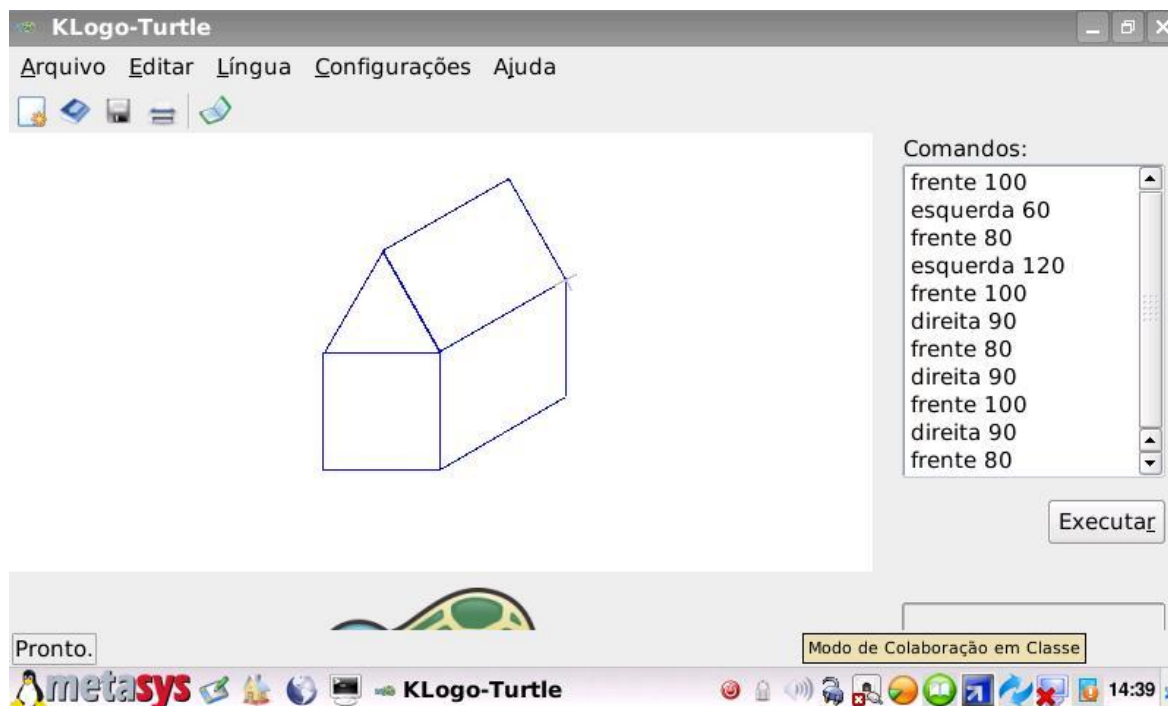 KLogo-Turtle
Arquivo Editar Língua Configurações Ajuda
Comandos:
frente 100
esquerda 60
frente 80
esquerda 120
frente 100
direita 90
frente 80
direita 90
frente 100
direita 90
frente 80
Executar
Pronto.
Modo de Colaboração em Classe
metasys
KLogo-Turtle
14:39